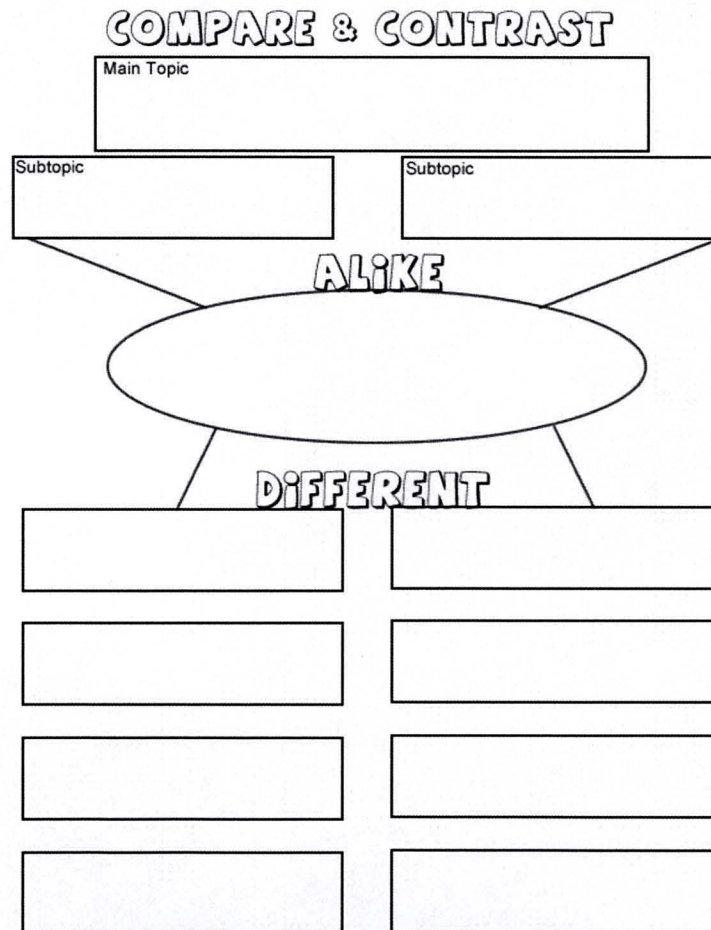 COMPARE & CONTRAST
Main Topic
Subtopic Subtopic
ALiKE
DiFFERENT